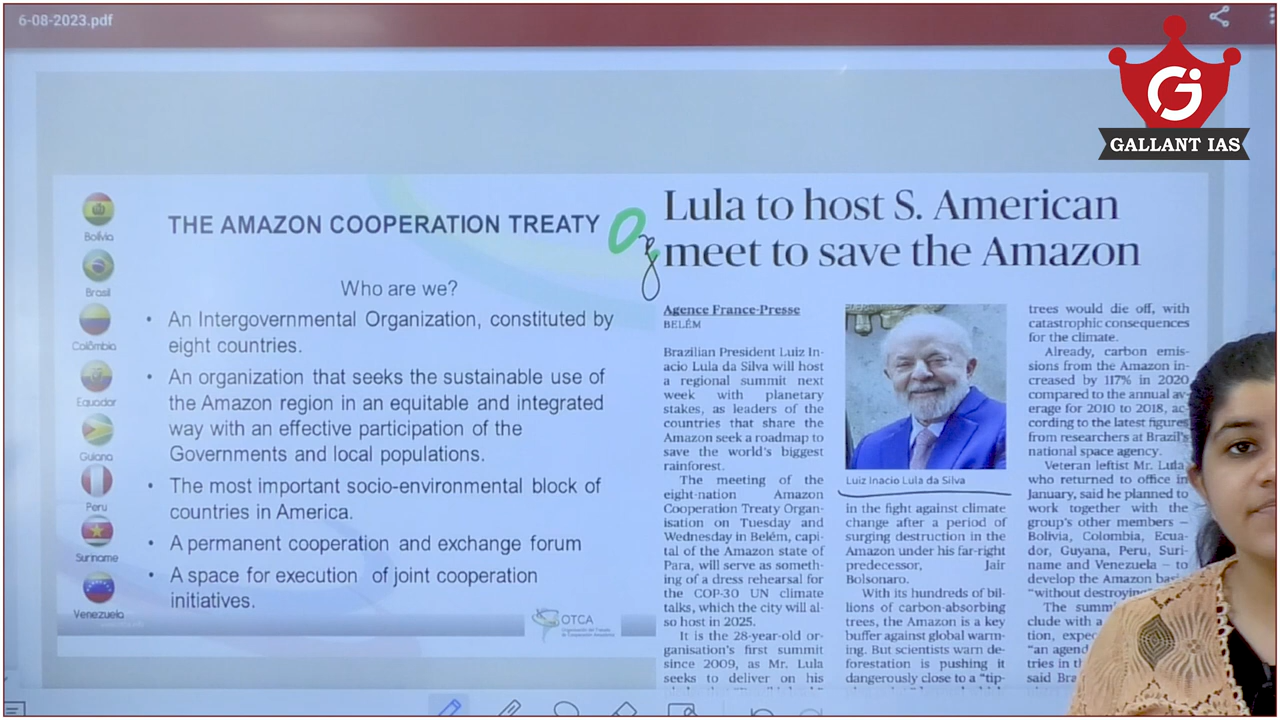 6-08-2023.pdf
GALLANT IAS
THE AMAZON COOPERATION TREATY
Who are we?
• An Intergovernmental Organization, constituted by
eight countries.
• An organization that seeks the sustainable use of
the Amazon region in an equitable and integrated
way with an effective participation of the
Governments and local populations.
• The most important socio-environmental block of
countries in America.
• A permanent cooperation and exchange forum
• A space for execution of joint cooperation
initiatives.
Bolívia
Brasil
Colômbia
Equador
Guiana
Peru
Suriname
Venezuela
OTCA
Lula to host S. American
meet to save the Amazon
Agence France-Presse
BELÉM
Brazilian President Luiz In-
acio Lula da Silva will host
a regional summit next
week with planetary
stakes, as leaders of the
countries that share the
Amazon seek a roadmap to
save the world's biggest
rainforest.
The meeting of the
eight-nation Amazon
Cooperation Treaty Organ-
isation on Tuesday and
Wednesday in Belém, capi-
tal of the Amazon state of
Para, will serve as someth-
ing of a dress rehearsal for
the COP-30 UN climate
talks, which the city will al-
so host in 2025.
It is the 28-year-old or-
ganisation's first summit
since 2009, as Mr. Lula
seeks to deliver on his
Luiz Inacio Lula da Silva
in the fight against climate
change after a period of
surging destruction in the
Amazon under his far-right
predecessor, Jair
Bolsonaro.
With its hundreds of bil-
lions of carbon-absorbing
trees, the Amazon is a key
buffer against global warm-
ing. But scientists warn de-
forestation is pushing it
dangerously close to a "tip-
trees would die off, with
catastrophic consequences
for the climate.
Already, carbon emis-
sions from the Amazon in-
creased by 117% in 2020
compared to the annual av-
erage for 2010 to 2018, ac-
cording to the latest figures
from researchers at Brazil's
national space agency.
Veteran leftist Mr. Lula,
who returned to office in
January, said he planned to
work together with the
group's other members –
Bolivia, Colombia, Ecua-
dor, Guyana, Peru, Suri-
name and Venezuela – to
develop the Amazon
"without
The
clude with a
tion,
"an
tries in
said